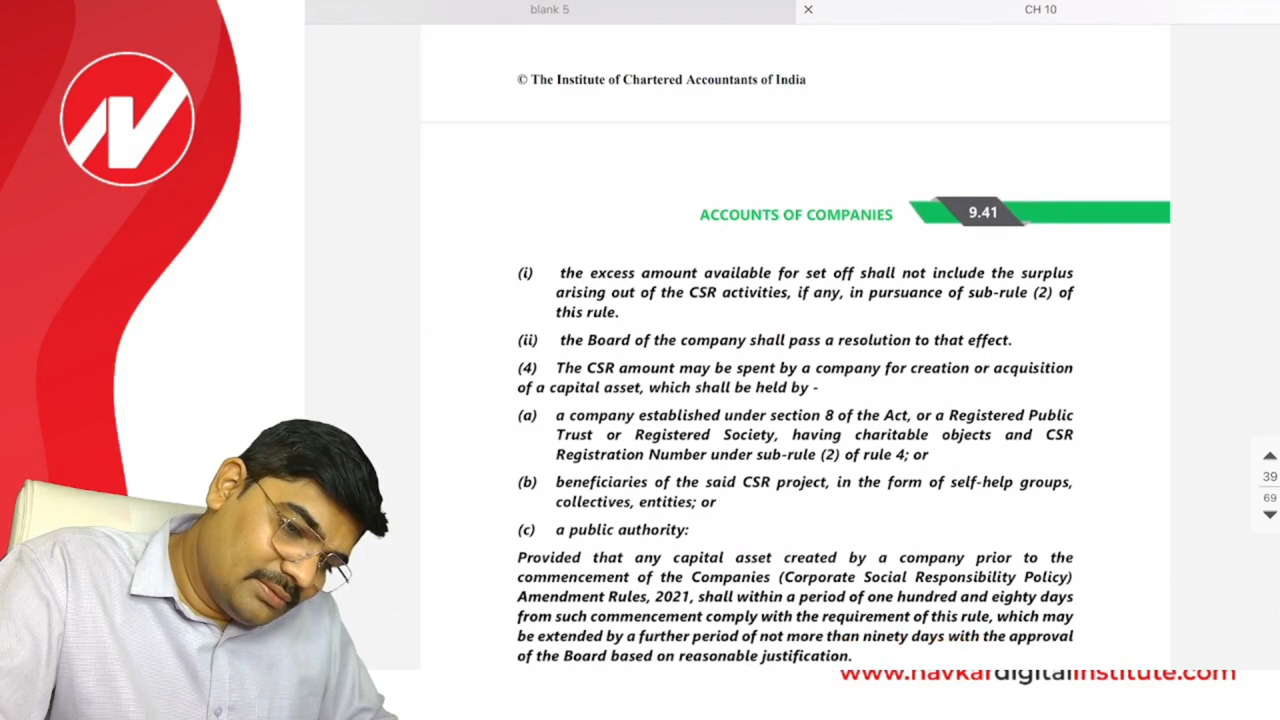 blank 5
CH 10
© The Institute of Chartered Accountants of India
ACCOUNTS OF COMPANIES 9.41
(i) the excess amount available for set off shall not include the surplus
arising out of the CSR activities, if any, in pursuance of sub-rule (2) of
this rule.
(ii) the Board of the company shall pass a resolution to that effect.
(4) The CSR amount may be spent by a company for creation or acquisition
of a capital asset, which shall be held by -
(a) a company established under section 8 of the Act, or a Registered Public
Trust or Registered Society, having charitable objects and CSR
Registration Number under sub-rule (2) of rule 4; or
(b) beneficiaries of the said CSR project, in the form of self-help groups,
collectives, entities; or
(c) a public authority:
Provided that any capital asset created by a company prior to the
commencement of the Companies (Corporate Social Responsibility Policy)
Amendment Rules, 2021, shall within a period of one hundred and eighty days
from such commencement comply with the requirement of this rule, which may
be extended by a further period of not more than ninety days with the approval
of the Board based on reasonable justification.
39
69
www.navkardigitalinstitute.com